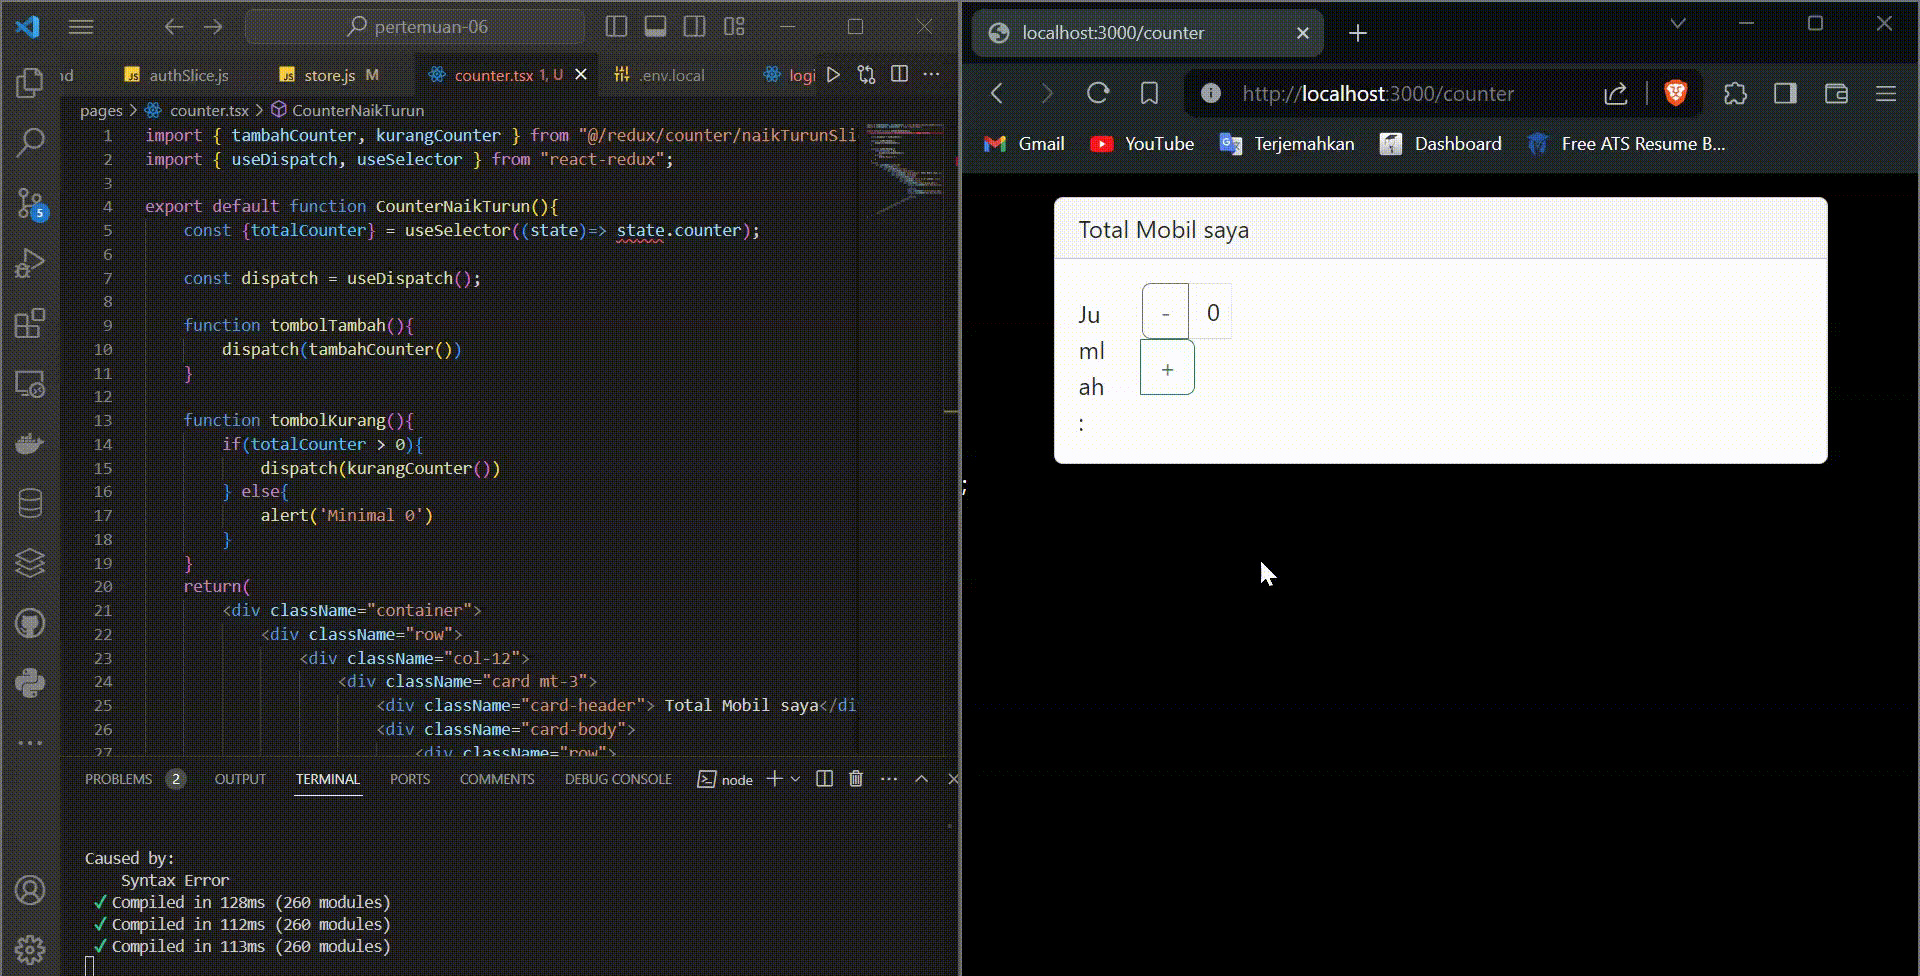 pertemuan-06
nd
JS authSlice.js
JS store.js M
counter.tsx 1, U
.env.local
logi
pages > counter.tsx > CounterNaikTurun
1 import { tambahCounter, kurangCounter } from "@/redux/counter/naikTurunSli
2 import { useDispatch, useSelector } from "react-redux";
3
4 export default function CounterNaikTurun(){
5 const {totalCounter} = useSelector((state)=> state.counter);
6
7 const dispatch = useDispatch();
8
9 function tombolTambah(){
10 dispatch(tambahCounter())
11 }
12
13 function tombolKurang(){
14 if(totalCounter > 0){
15 dispatch(kurangCounter())
16 } else{
17 alert('Minimal 0')
18 }
19 }
20 return(
21 <div className="container">
22 <div className="row">
23 <div className="col-12">
24 <div className="card mt-3">
25 <div className="card-header"> Total Mobil saya</di
26 <div className="card-body">
27 <div className="row">
5
PROBLEMS 2 OUTPUT TERMINAL PORTS COMMENTS DEBUG CONSOLE node
Caused by:
Syntax Error
✓ Compiled in 128ms (260 modules)
✓ Compiled in 112ms (260 modules)
✓ Compiled in 113ms (260 modules)
localhost:3000/counter
http://localhost:3000/counter
Gmail YouTube Terjemahkan Dashboard Free ATS Resume B...
Total Mobil saya
Ju
ml
ah
:
- 0
+
;